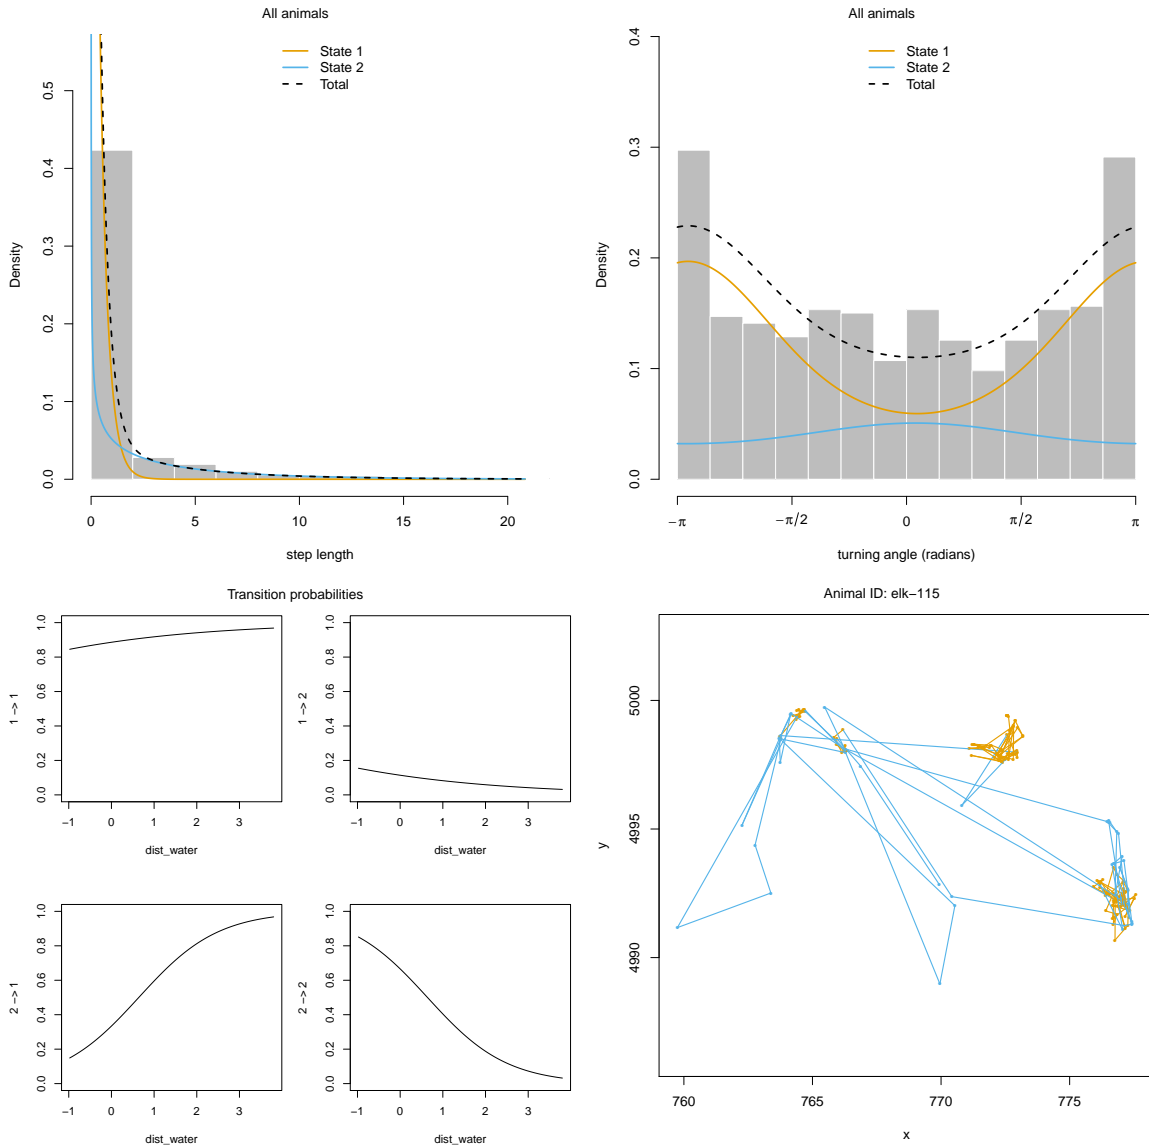 All animals
State 1
State 2
Total
Density
0.0 0.1 0.2 0.3 0.4 0.5
0 5 10 15 20
step length
All animals
State 1
State 2
Total
Density
0.0 0.1 0.2 0.3 0.4
−π −π/2 0 π/2 π
turning angle (radians)
Transition probabilities
1 −> 1
0.0 0.2 0.4 0.6 0.8 1.0
−1 0 1 2 3
dist_water
1 −> 2
0.0 0.2 0.4 0.6 0.8 1.0
−1 0 1 2 3
dist_water
2 −> 1
0.0 0.2 0.4 0.6 0.8 1.0
−1 0 1 2 3
dist_water
2 −> 2
0.0 0.2 0.4 0.6 0.8 1.0
−1 0 1 2 3
dist_water
Animal ID: elk−115
y
4990 4995 5000
760 765 770 775
x